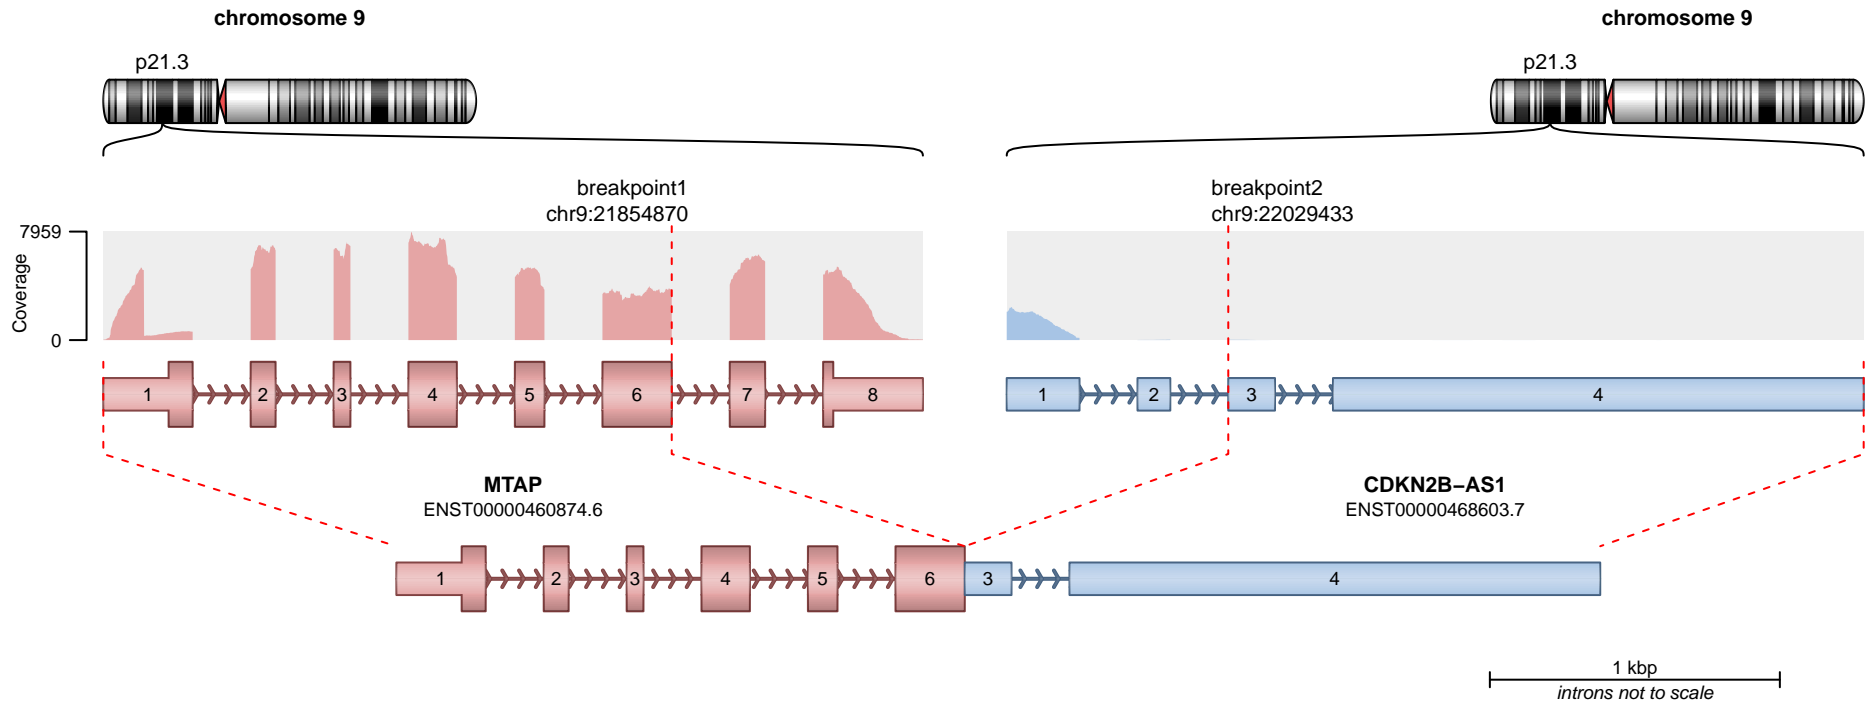 chromosome 9
chromosome 9
p21.3
p21.3
breakpoint1
chr9:21854870
breakpoint2
chr9:22029433
7959
Coverage
0
1 2 3 4 5 6 7 8
1 2 3 4
MTAP
ENST00000460874.6
CDKN2B−AS1
ENST00000468603.7
1 2 3 4 5 6 3 4
1 kbp
introns not to scale